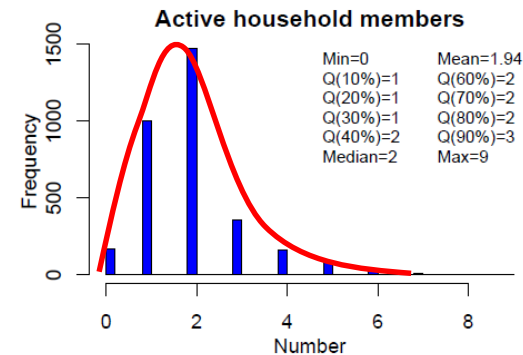 Active household members
Min=0 Mean=1.94
Q(10%)=1 Q(60%)=2
Q(20%)=1 Q(70%)=2
Q(30%)=1 Q(80%)=2
Q(40%)=2 Q(90%)=3
Median=2 Max=9
Frequency
1500
1000
500
0
0 2 4 6 8
Number